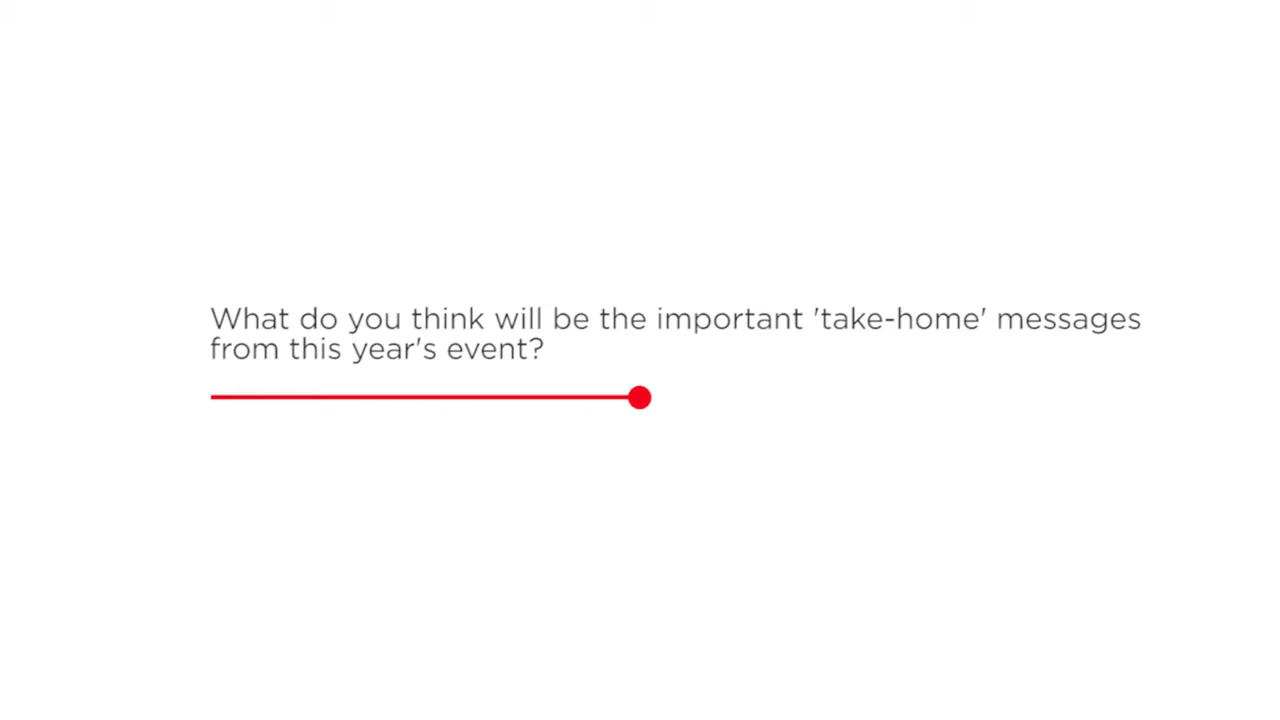 What do you think will be the important 'take-home' messages
from this year's event?